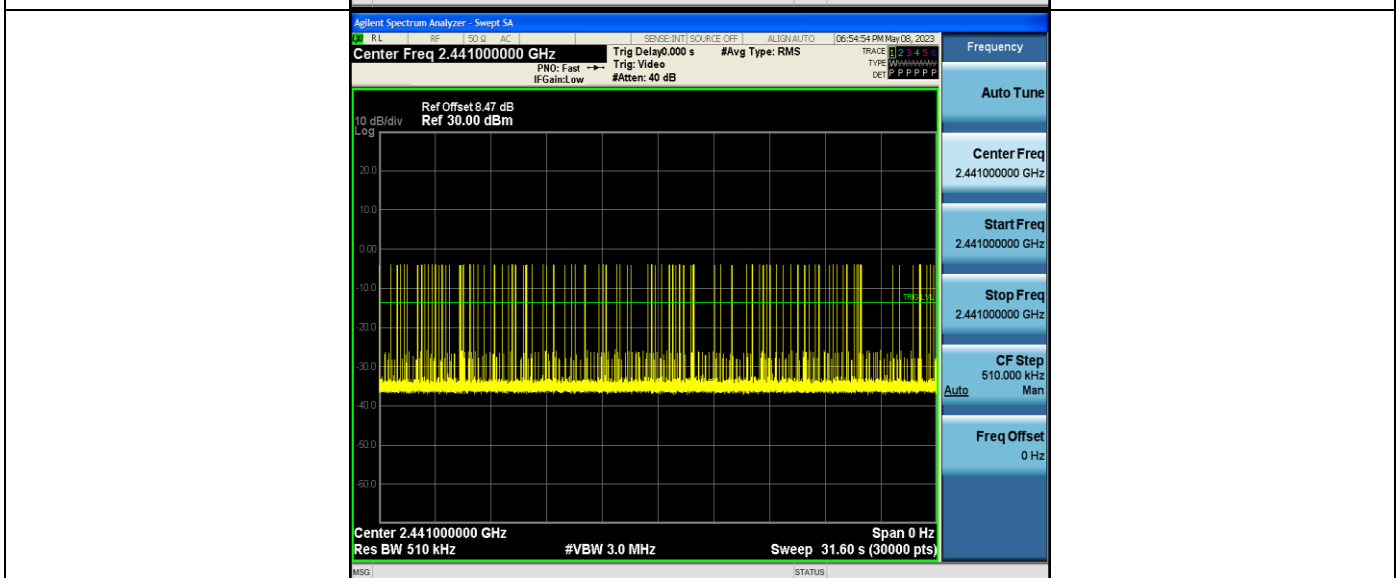 Agilent Spectrum Analyzer - Swept SA
RL RF 50 Ω AC SENSE:INT SOURCE OFF ALIGNAUTO 06:54:54 PM May 08, 2023
Center Freq 2.441000000 GHz
PNO: Fast
IFGain:Low
Trig Delay0.000 s
Trig: Video
#Atten: 40 dB
#Avg Type: RMS
TRACE 1 2 3 4 5 6
TYPE
DET P P P P P P
Ref Offset 8.47 dB
10 dB/div Ref 30.00 dBm
Log
20.0
10.0
0.00
-10.0
TRIG LVL
-20.0
-30.0
-40.0
-50.0
-60.0
Center 2.441000000 GHz Span 0 Hz
Res BW 510 kHz #VBW 3.0 MHz Sweep 31.60 s (30000 pts)
MSG STATUS
Frequency
Auto Tune
Center Freq
2.441000000 GHz
Start Freq
2.441000000 GHz
Stop Freq
2.441000000 GHz
CF Step
510.000 kHz
Auto Man
Freq Offset
0 Hz